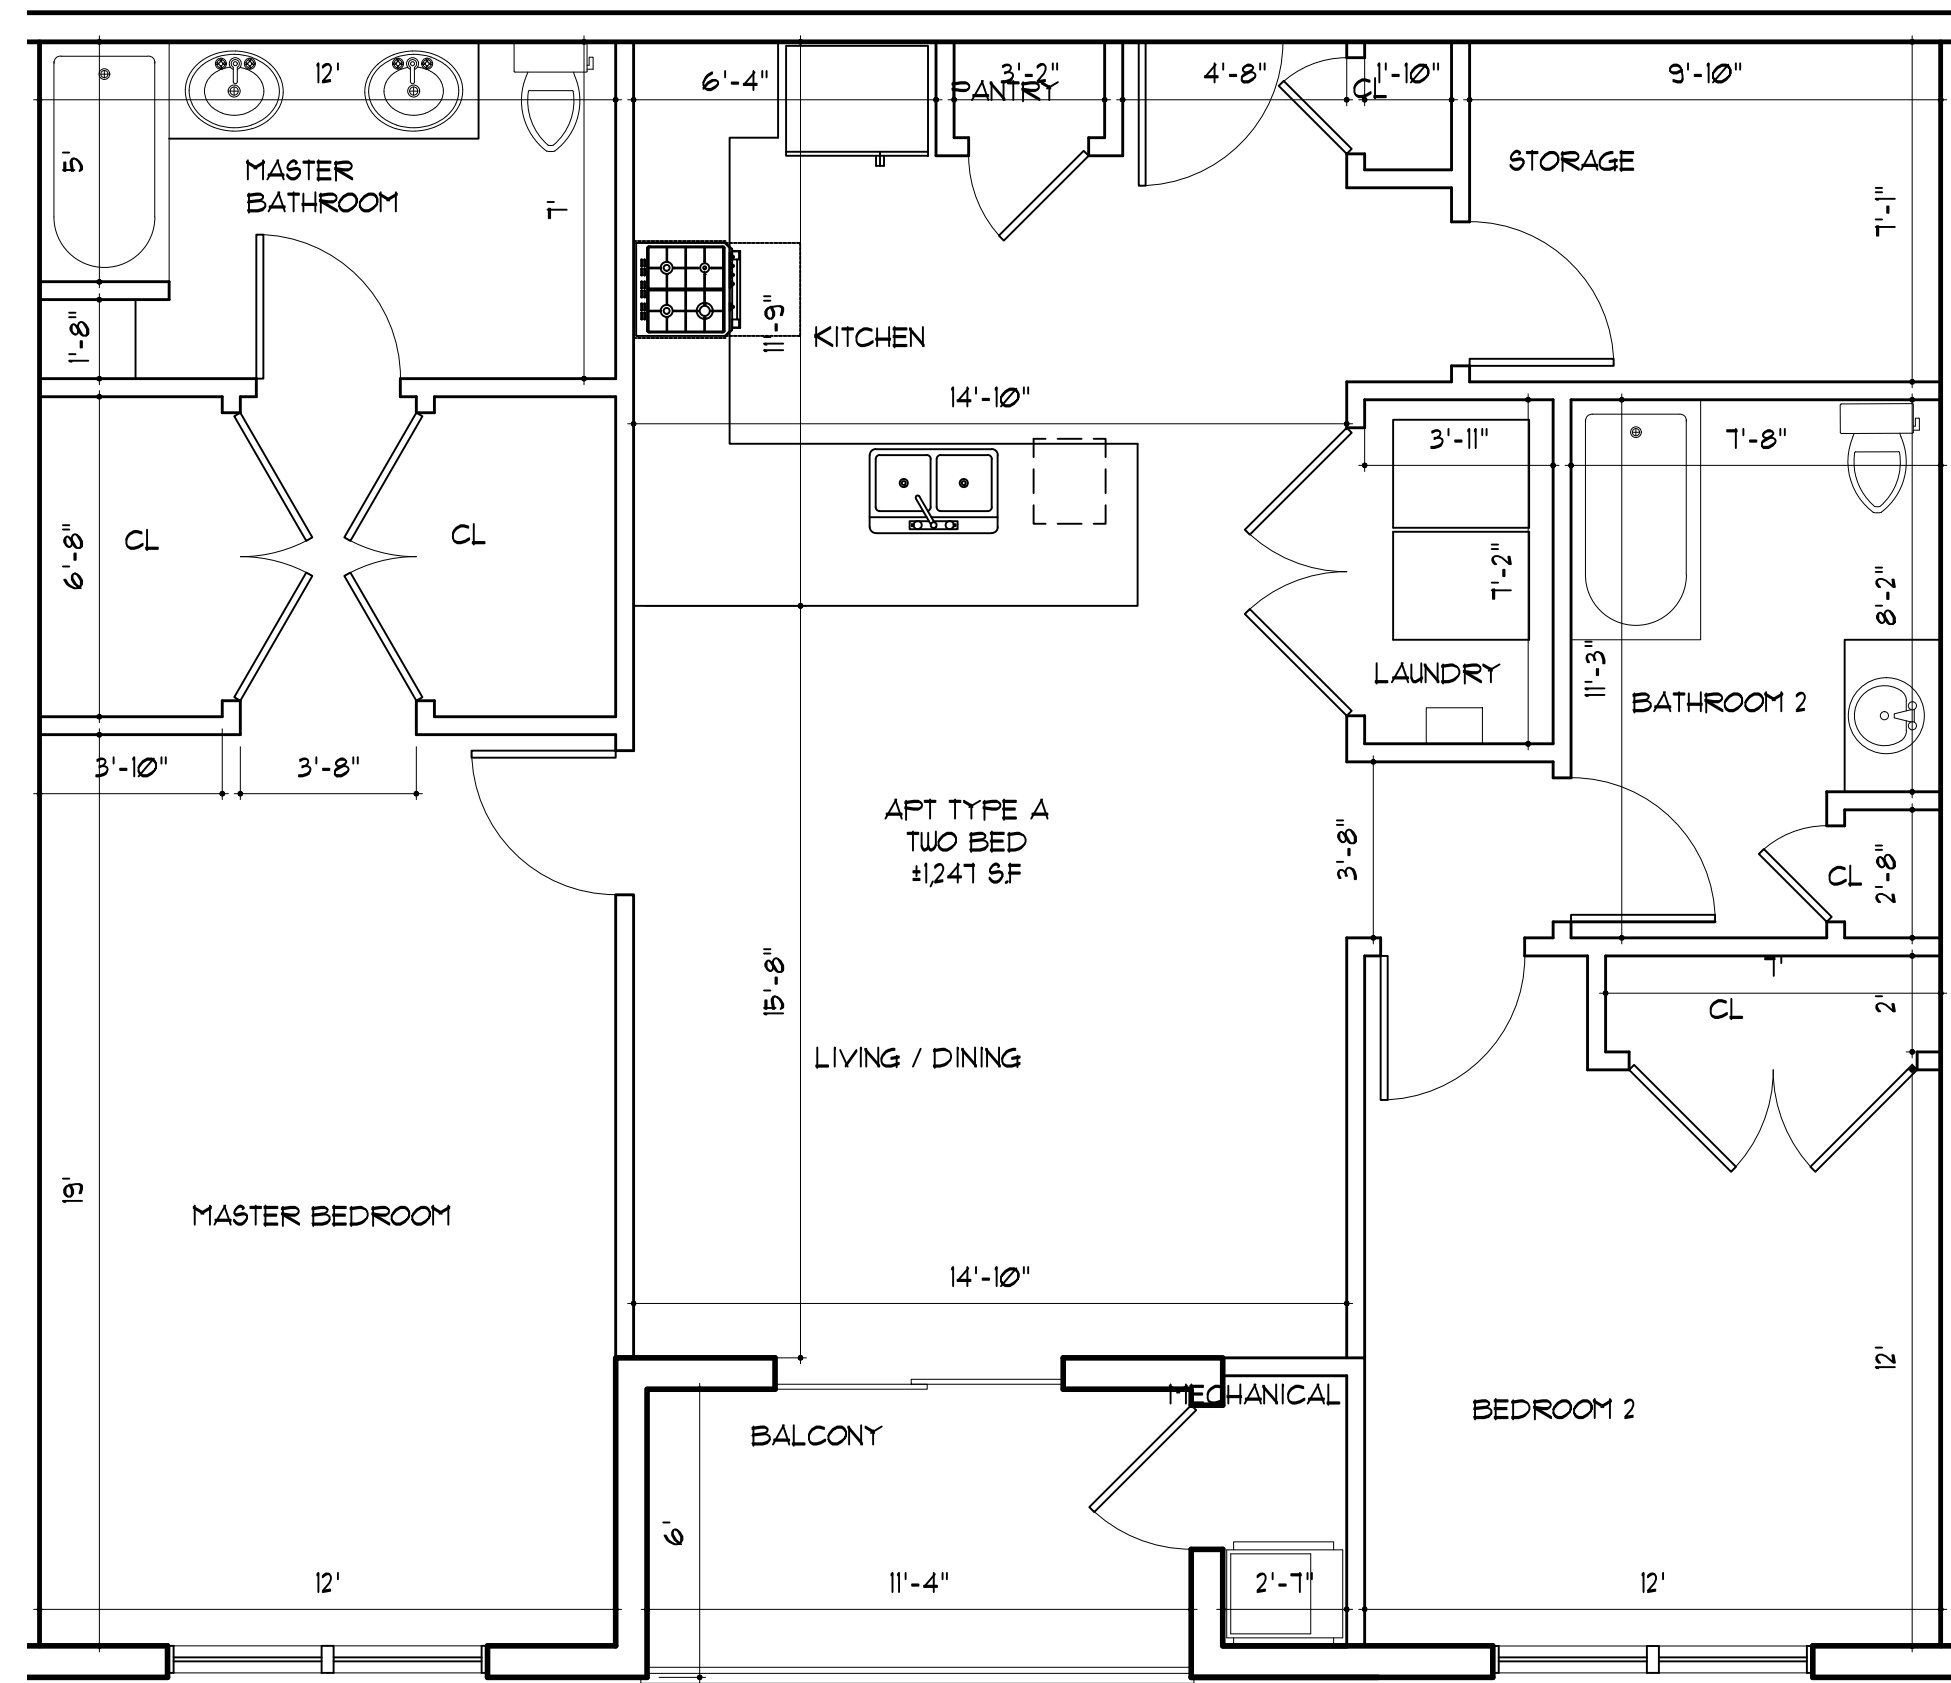 12'
6'-4"
3'-2"
PANTRY
4'-8"
1'-10"
CL
9'-10"
5'
MASTER
BATHROOM
7'
STORAGE
7'-1"
1'-8"
11'-9"
KITCHEN
14'-10"
3'-11"
7'-8"
6'-8"
CL
CL
7'-2"
8'-2"
LAUNDRY
11'-3"
BATHROOM 2
3'-10"
3'-8"
APT TYPE A
TWO BED
±1,247 S.F
3'-8"
CL
2'-8"
15'-8"
7'
CL
2'
LIVING / DINING
19'
MASTER BEDROOM
14'-10"
12'
MECHANICAL
BALCONY
BEDROOM 2
6'
12'
11'-4"
2'-7"
12'